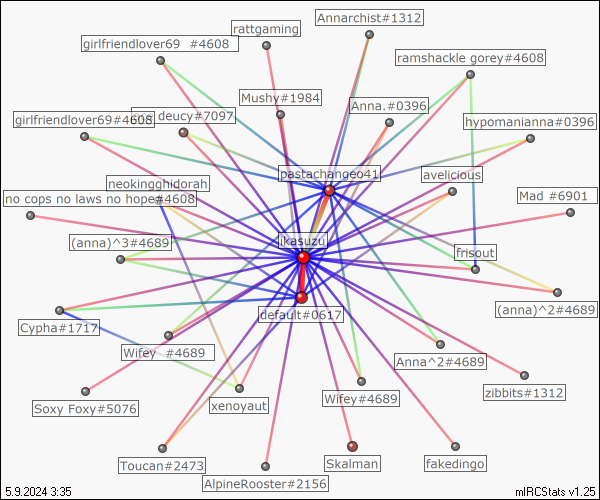 Annarchist#1312
rattgaming
girlfriendlover69 #4608
ramshackle gorey#4608
Mushy#1984
Anna.#0396
deucy#7097
girlfriendlover69#4608
hypomanianna#0396
pastachangeo41
avelicious
neokingghidorah
no cops no laws no hope#4608
Mad #6901
(anna)^3#4689
ikasuzu
frisout
(anna)^2#4689
default#0617
Cypha#1717
Wifey #4689
Anna^2#4689
zibbits#1312
Soxy Foxy#5076
xenoyaut
Wifey#4689
Toucan#2473
Skalman
fakedingo
AlpineRooster#2156
5.9.2024 3:35
mIRCStats v1.25